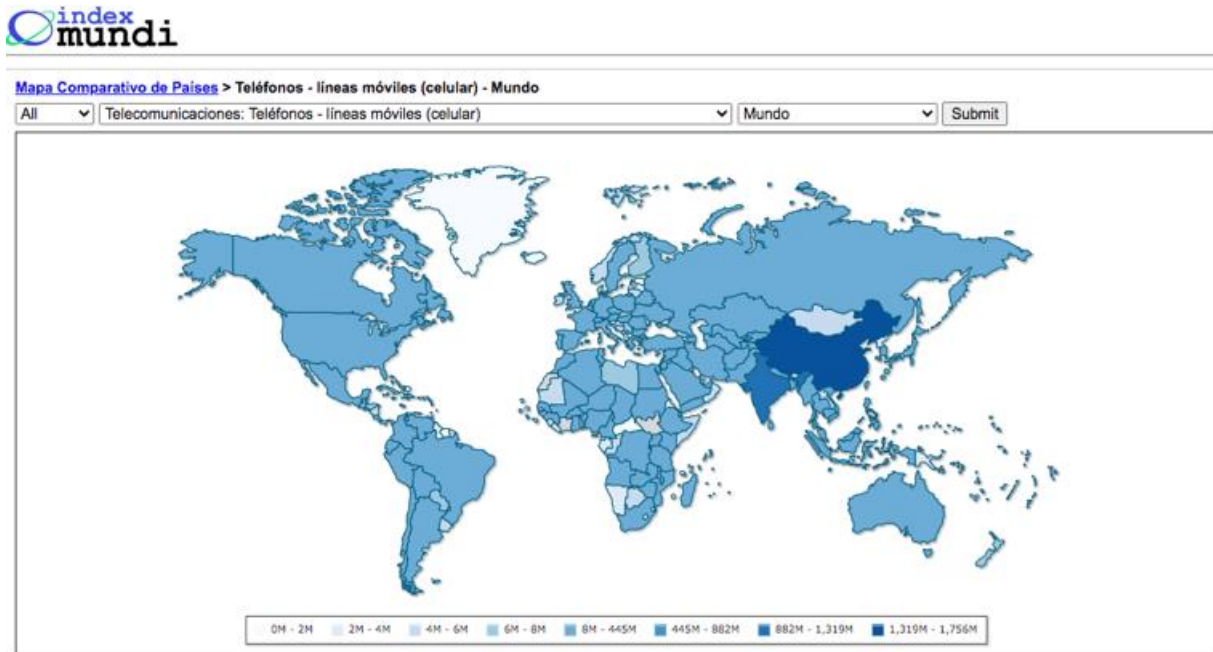 index
mundi
Mapa Comparativo de Países > Teléfonos - líneas móviles (celular) - Mundo
All Telecomunicaciones: Teléfonos - líneas móviles (celular) Mundo Submit
0M - 2M 2M - 4M 4M - 6M 6M - 8M 8M - 445M 445M - 882M 882M - 1,319M 1,319M - 1,756M